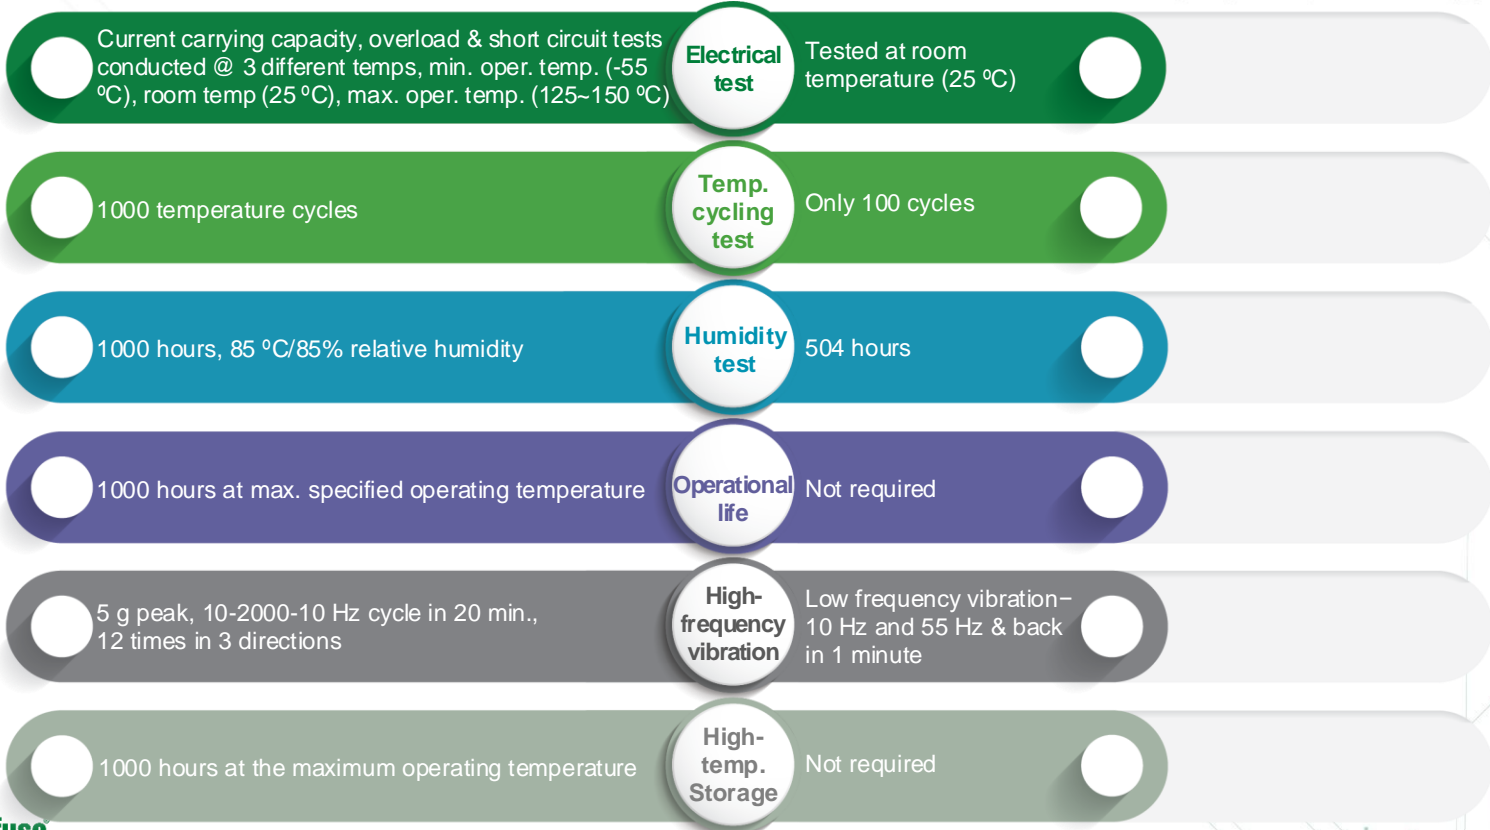 Current carrying capacity, overload & short circuit tests
conducted @ 3 different temps, min. oper. temp. (-55
ºC), room temp (25 ºC), max. oper. temp. (125~150 ºC)
Electrical
test
Tested at room
temperature (25 ºC)
1000 temperature cycles
Temp.
cycling
test
Only 100 cycles
1000 hours, 85 ºC/85% relative humidity
Humidity
test
504 hours
1000 hours at max. specified operating temperature
Operational
life
Not required
5 g peak, 10-2000-10 Hz cycle in 20 min.,
12 times in 3 directions
High-
frequency
vibration
Low frequency vibration–
10 Hz and 55 Hz & back
in 1 minute
1000 hours at the maximum operating temperature
High-
temp.
Storage
Not required